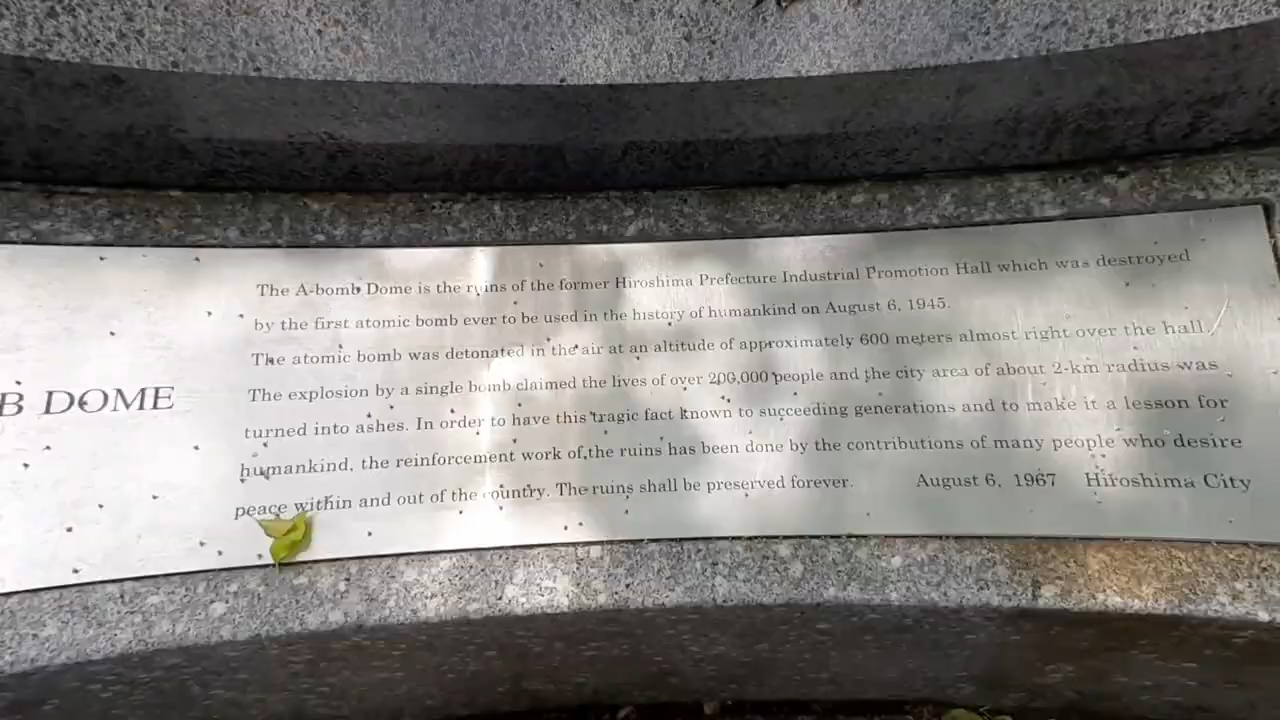 B DOME
The A-bomb Dome is the ruins of the former Hiroshima Prefecture Industrial Promotion Hall which was destroyed
by the first atomic bomb ever to be used in the history of humankind on August 6, 1945.
The atomic bomb was detonated in the air at an altitude of approximately 600 meters almost right over the hall.
The explosion by a single bomb claimed the lives of over 200,000 people and the city area of about 2-km radius was
turned into ashes. In order to have this tragic fact known to succeeding generations and to make it a lesson for
humankind, the reinforcement work of the ruins has been done by the contributions of many people who desire
peace within and out of the country. The ruins shall be preserved forever. August 6, 1967 Hiroshima City